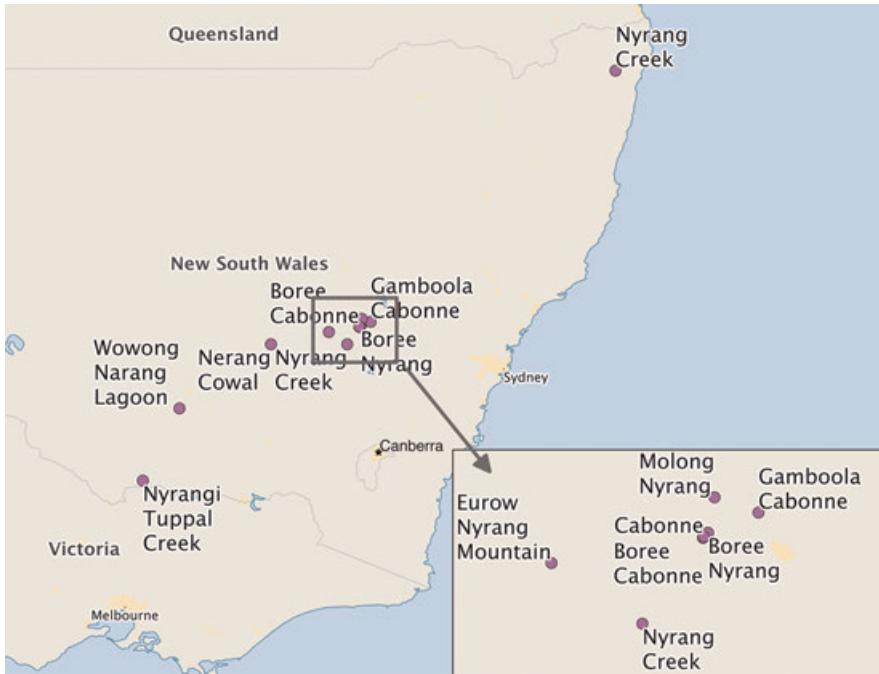 Queensland
Nyrang
Creek
New South Wales
Boree
Cabonne
Gamboola
Cabonne
Boree
Nyrang
Wowong
Narang
Lagoon
Nerang
Cowal
Nyrang
Creek
Sydney
Canberra
Nyrangi
Tuppal
Creek
Victoria
Melbourne
Molong
Nyrang
Gamboola
Cabonne
Eurow
Nyrang
Mountain
Cabonne
Boree
Cabonne
Boree
Nyrang
Nyrang
Creek